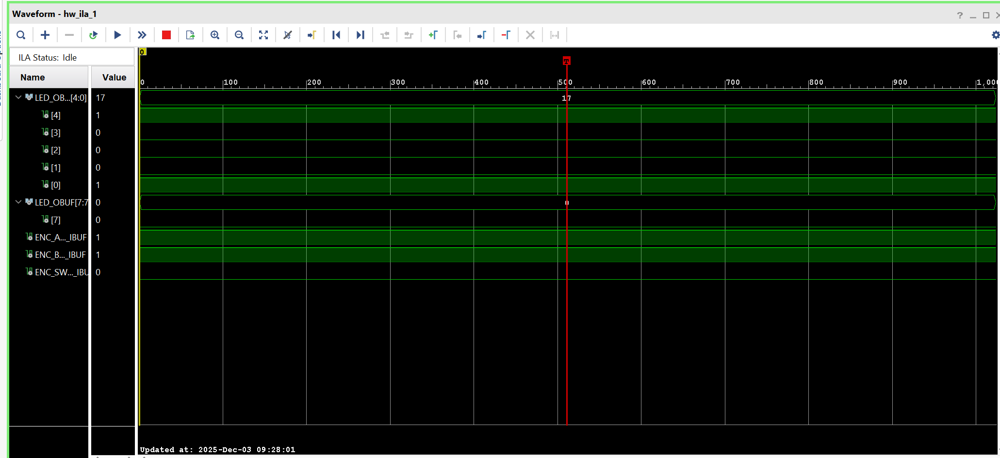 Waveform - hw_ila_1
ILA Status: Idle
Name Value
0
T
0 100 200 300 400 500 600 700 800 900 1,000
LED_OB...[4:0] 17 17
[4] 1
[3] 0
[2] 0
[1] 0
[0] 1
LED_OBUF[7:7 0 0
[7] 0
ENC_A..._IBUF 1
ENC_B..._IBUF 1
ENC_SW..._IBU 0
Updated at: 2025-Dec-03 09:28:01